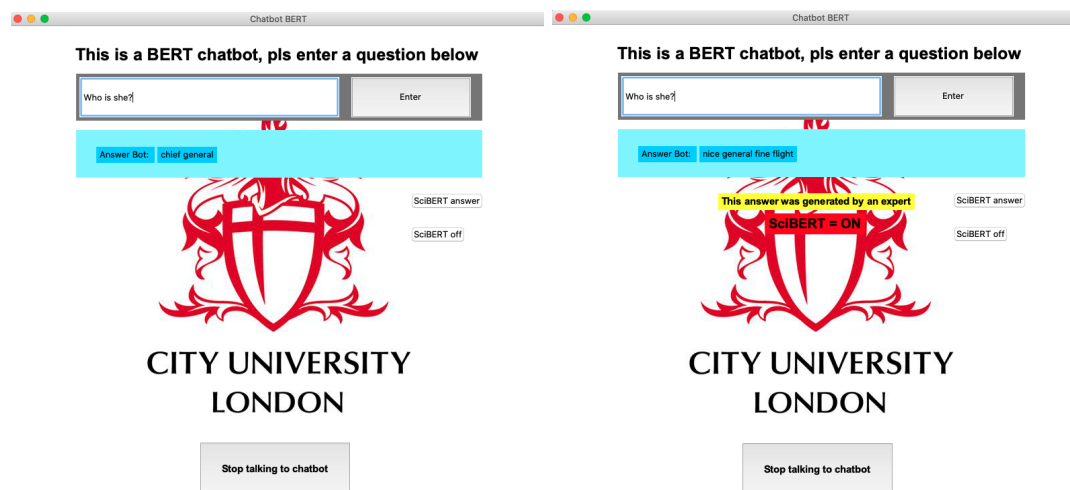 Chatbot BERT
This is a BERT chatbot, pls enter a question below
Who is she?
Enter
Answer Bot:
chief general
SciBERT answer
SciBERT off
CITY UNIVERSITY
LONDON
Stop talking to chatbot
Chatbot BERT
This is a BERT chatbot, pls enter a question below
Who is she?
Enter
Answer Bot:
nice general fine flight
This answer was generated by an expert
SciBERT answer
SciBERT = ON
SciBERT off
CITY UNIVERSITY
LONDON
Stop talking to chatbot